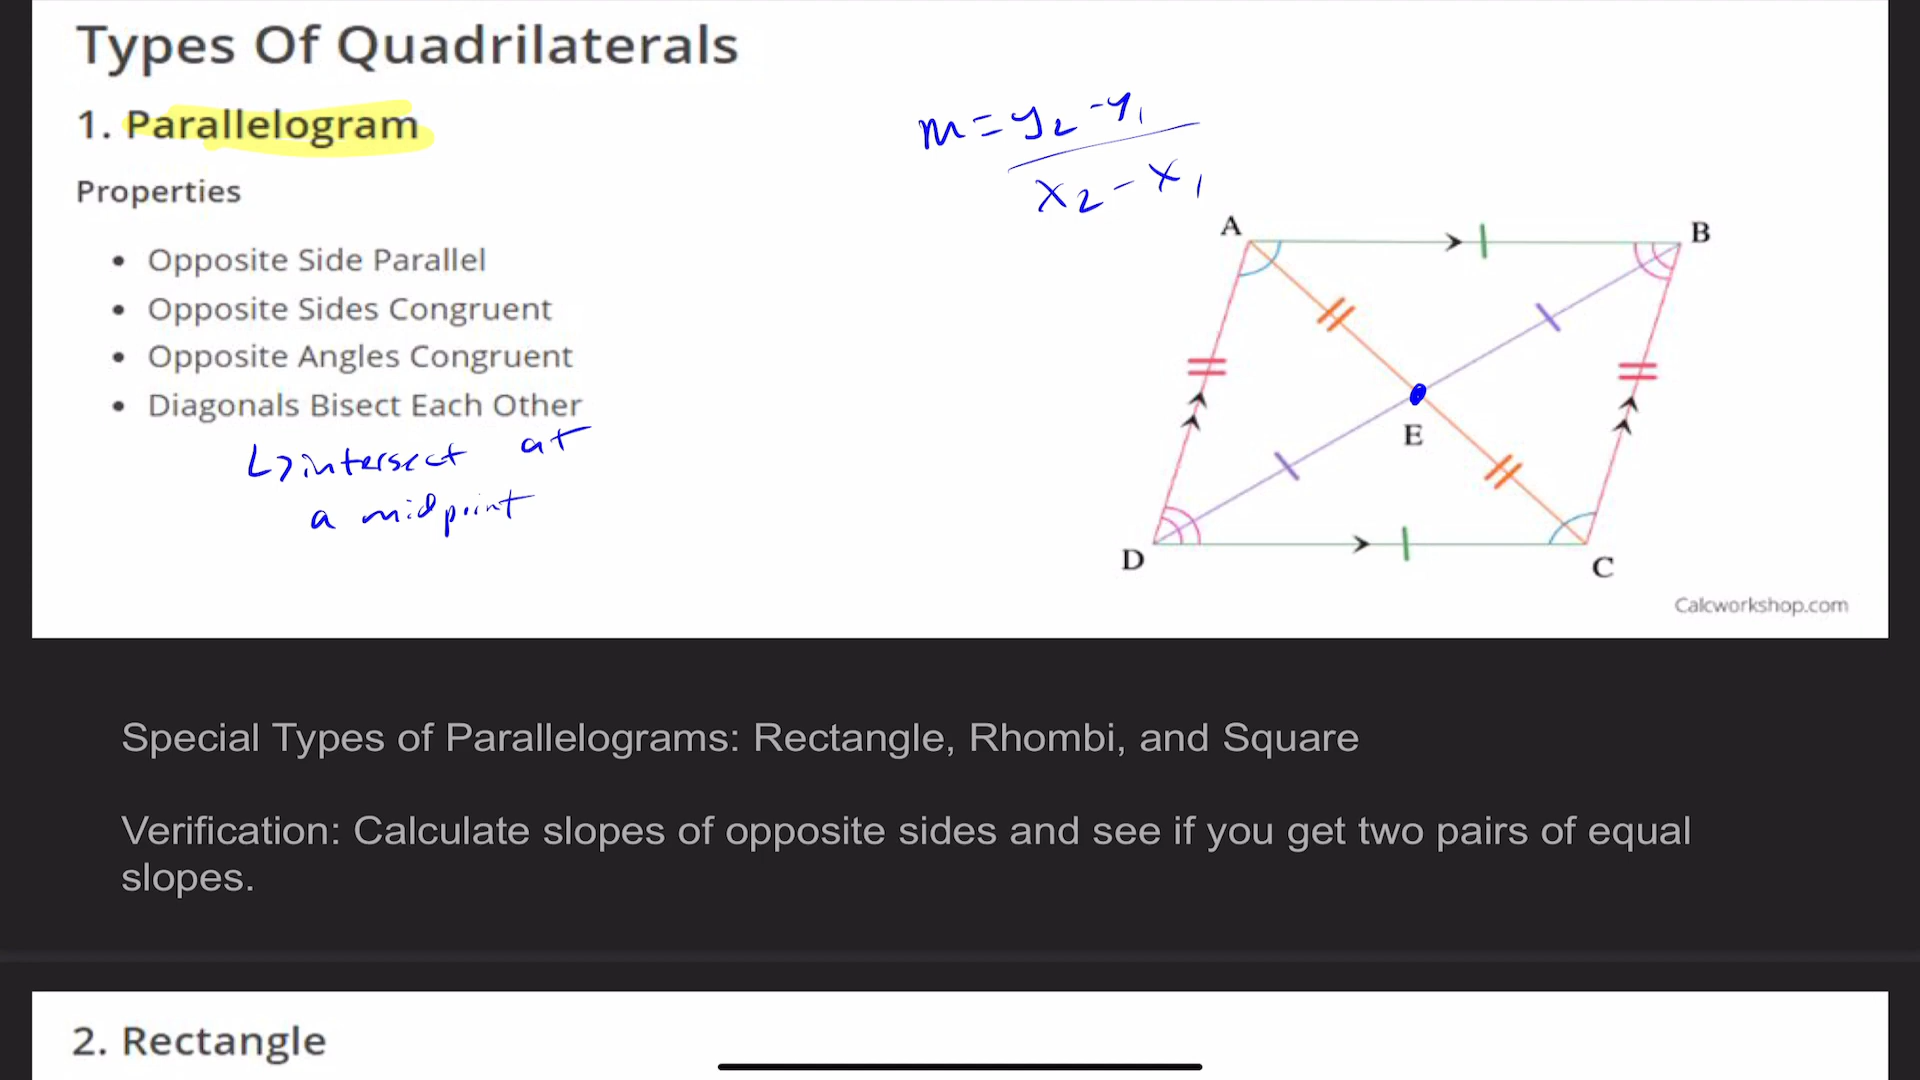 Types Of Quadrilaterals
1. Parallelogram
m = y2 - y1
x2 - x1
Properties
• Opposite Side Parallel
• Opposite Sides Congruent
• Opposite Angles Congruent
• Diagonals Bisect Each Other
↳ intersect at
a midpoint
A
B
E
D
C
Calcworkshop.com
Special Types of Parallelograms: Rectangle, Rhombi, and Square
Verification: Calculate slopes of opposite sides and see if you get two pairs of equal
slopes.
2. Rectangle